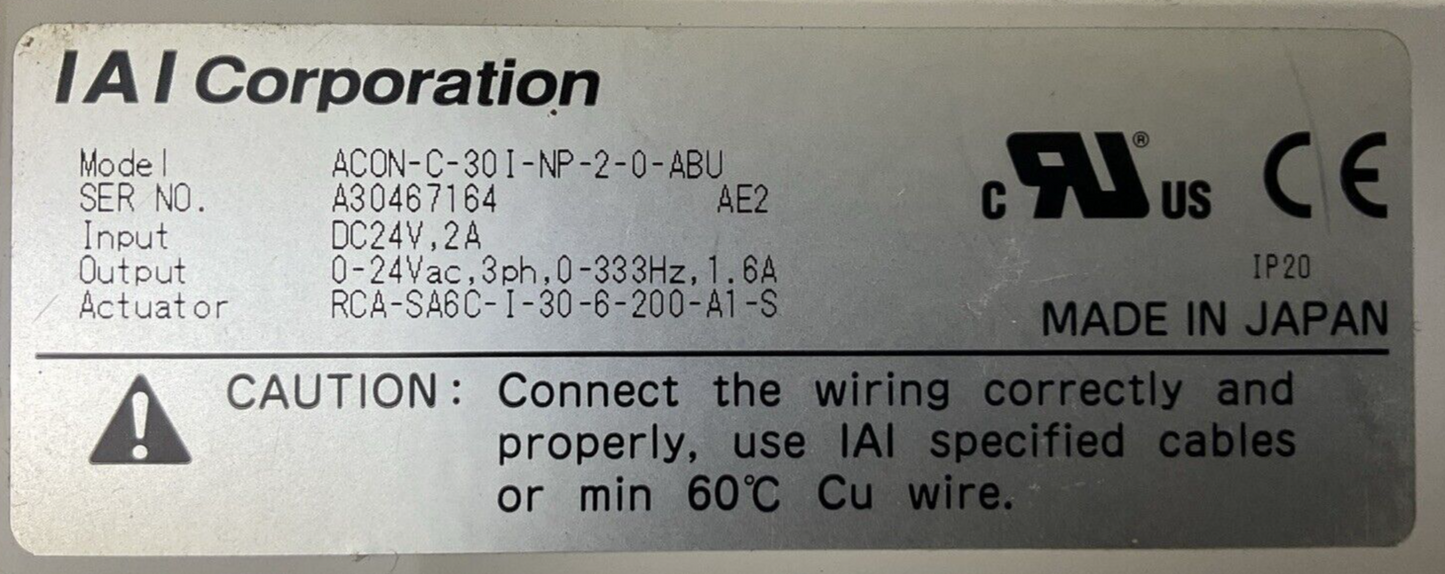 IAI Corporation
Model ACON-C-30I-NP-2-0-ABU
SER NO. A30467164 AE2
Input DC24V,2A
Output 0-24Vac,3ph,0-333Hz,1.6A
Actuator RCA-SA6C-I-30-6-200-A1-S
c RU® US CE
IP20
MADE IN JAPAN
CAUTION: Connect the wiring correctly and
properly, use IAI specified cables
or min 60℃ Cu wire.